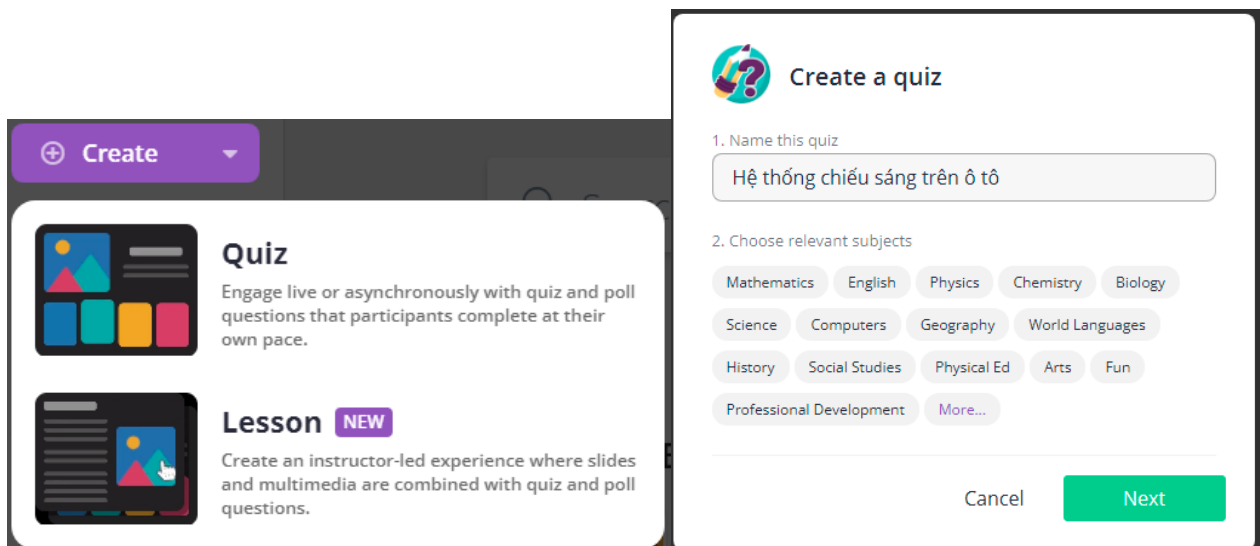 Create
Quiz
Engage live or asynchronously with quiz and poll
questions that participants complete at their
own pace.
Lesson NEW
Create an instructor-led experience where slides
and multimedia are combined with quiz and poll
questions.
Create a quiz
1. Name this quiz
Hệ thống chiếu sáng trên ô tô
2. Choose relevant subjects
Mathematics English Physics Chemistry Biology
Science Computers Geography World Languages
History Social Studies Physical Ed Arts Fun
Professional Development More...
Cancel Next